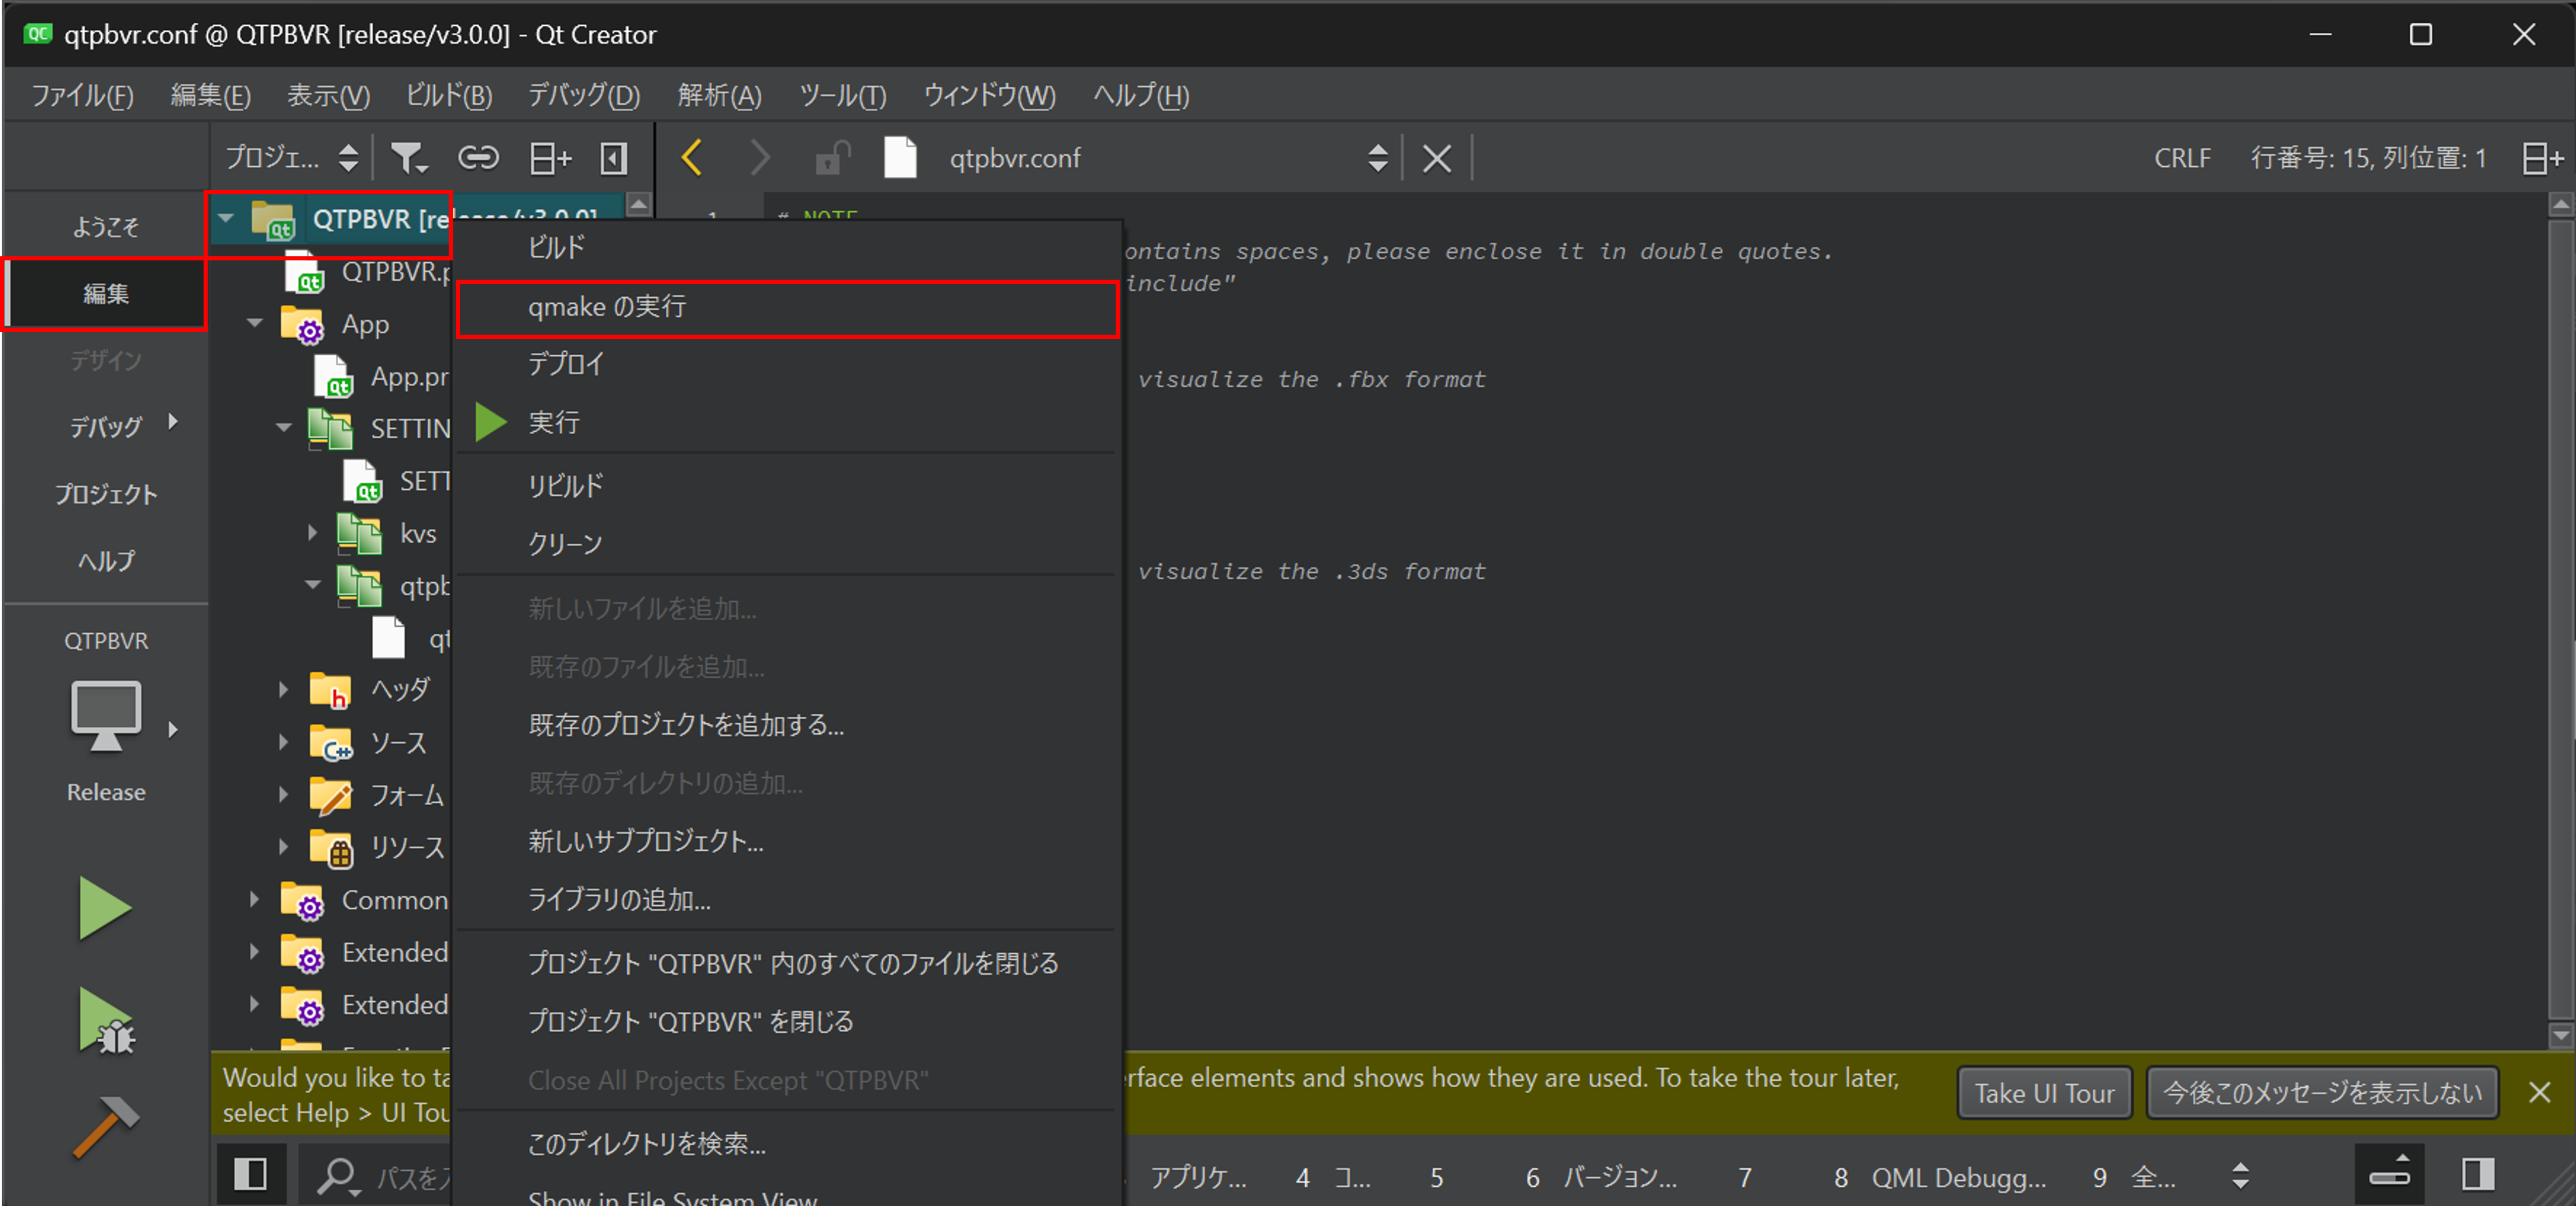 qtpbvr.conf @ QTPBVR [release/v3.0.0] - Qt Creator
ファイル(F) 編集(E) 表示(V) ビルド(B) デバッグ(D) 解析(A) ツール(T) ウィンドウ(W) ヘルプ(H)
プロジェ... qtpbvr.conf CRLF 行番号: 15, 列位置: 1
ようこそ
編集
デザイン
デバッグ
プロジェクト
ヘルプ
QTPBVR
Release
QTPBVR [release/v3.0.0]
QTPBVR.p
App
App.pr
SETTIN
SETT
kvs
qtpb
qt
ヘッダ
ソース
フォーム
リソース
Common
Extended
Extended
ビルド
qmake の実行
デプロイ
実行
リビルド
クリーン
新しいファイルを追加...
既存のファイルを追加...
既存のプロジェクトを追加する...
既存のディレクトリの追加...
新しいサブプロジェクト...
ライブラリの追加...
プロジェクト "QTPBVR" 内のすべてのファイルを閉じる
プロジェクト "QTPBVR" を閉じる
Close All Projects Except "QTPBVR"
このディレクトリを検索...
Show in File System View
1 # NOTE
ontains spaces, please enclose it in double quotes.
include"
visualize the .fbx format
visualize the .3ds format
Would you like to ta
rface elements and shows how they are used. To take the tour later,
select Help > UI Tou
Take UI Tour 今後このメッセージを表示しない
パスを アプリケ... 4 コ... 5 6 バージョン... 7 8 QML Debugg... 9 全...